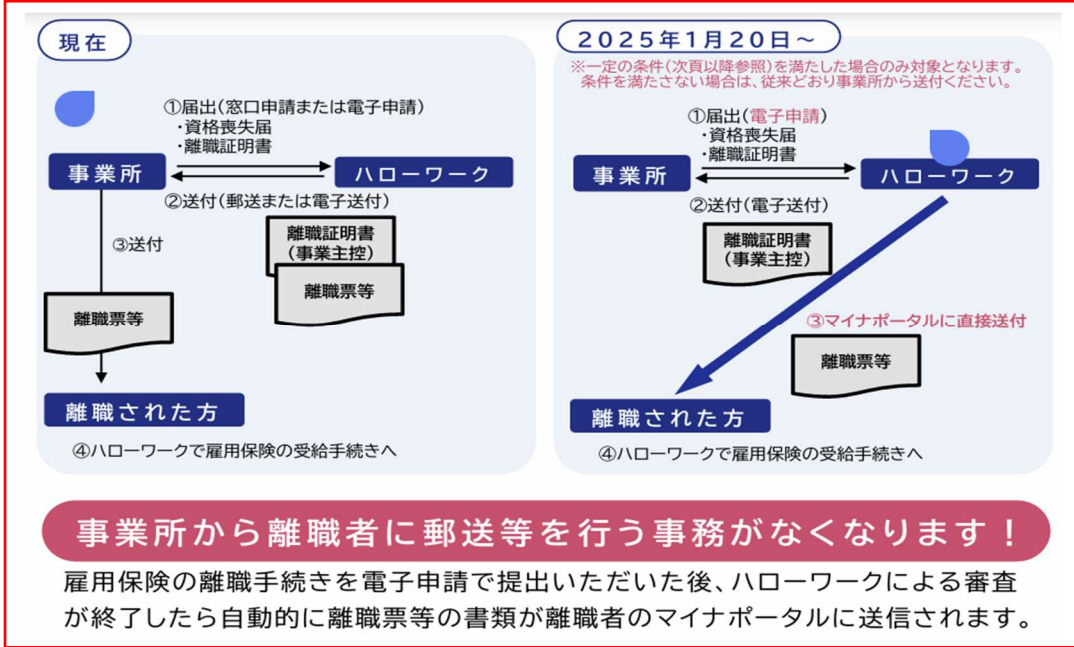 現在
①届出(窓口申請または電子申請)
・資格喪失届
・離職証明書
事業所
ハローワーク
②送付(郵送または電子送付)
③送付
離職証明書
(事業主控)
離職票等
離職票等
離職された方
④ハローワークで雇用保険の受給手続きへ
2025年1月20日～
※一定の条件(次頁以降参照)を満たした場合のみ対象となります。
条件を満たさない場合は、従来どおり事業所から送付ください。
①届出(電子申請)
・資格喪失届
・離職証明書
事業所
ハローワーク
②送付(電子送付)
離職証明書
(事業主控)
③マイナポータルに直接送付
離職票等
離職された方
④ハローワークで雇用保険の受給手続きへ
事業所から離職者に郵送等を行う事務がなくなります！
雇用保険の離職手続きを電子申請で提出いただいた後、ハローワークによる審査
が終了したら自動的に離職票等の書類が離職者のマイナポータルに送信されます。